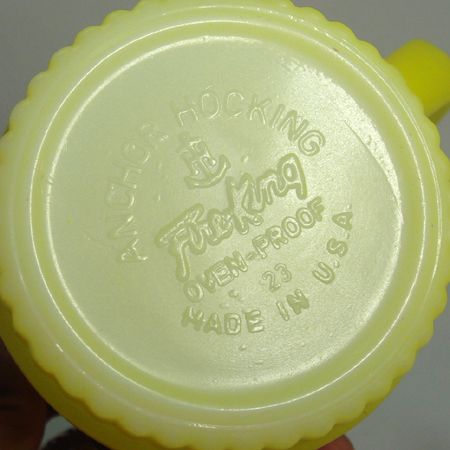 ANCHOR HOCKING
Fire-King
OVEN-PROOF
23
MADE IN U.S.A